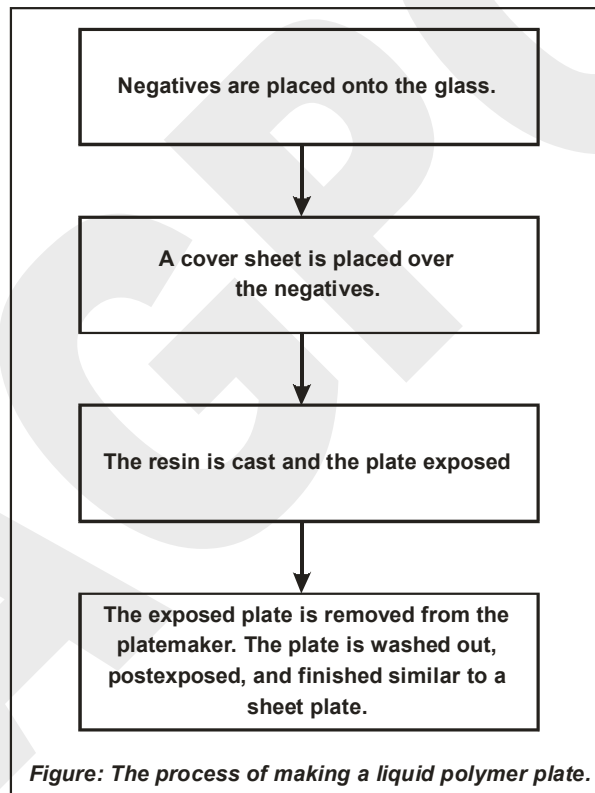 Negatives are placed onto the glass.
A cover sheet is placed over
the negatives.
The resin is cast and the plate exposed
The exposed plate is removed from the
platemaker. The plate is washed out,
postexposed, and finished similar to a
sheet plate.
Figure: The process of making a liquid polymer plate.